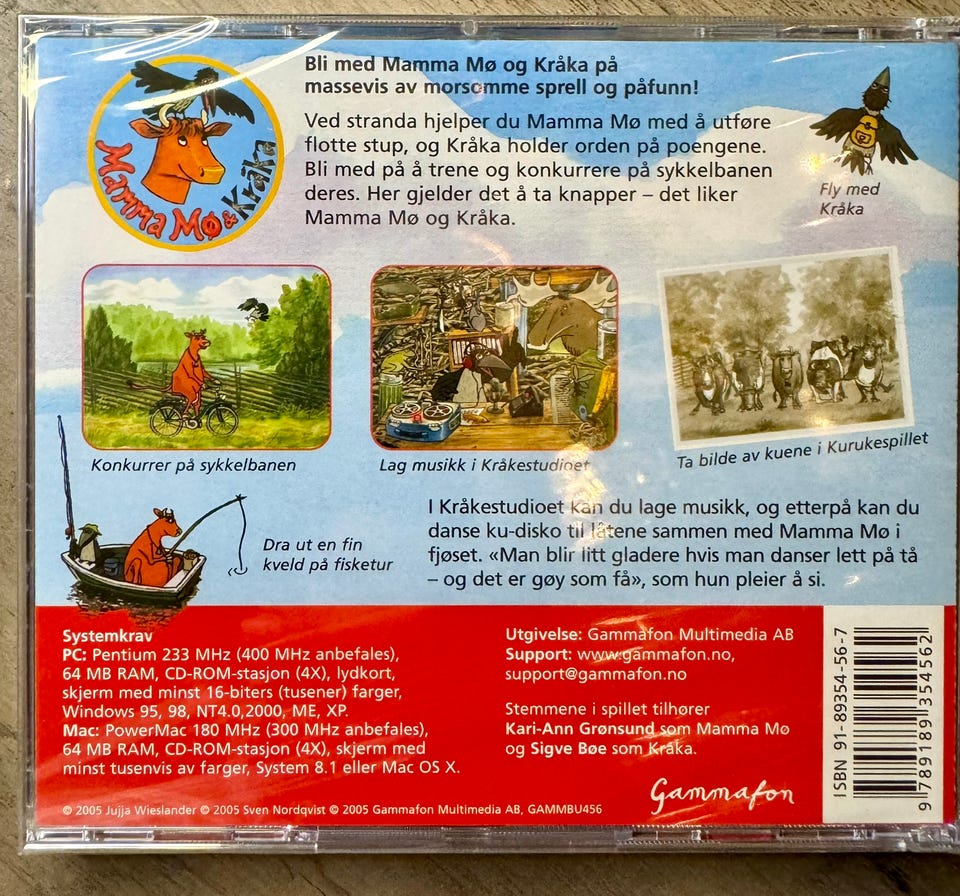 Bli med Mamma Mø og Kråka på
massevis av morsomme sprell og påfunn!
Mamma Mø & Kråka
Ved stranda hjelper du Mamma Mø med å utføre
flotte stup, og Kråka holder orden på poengene.
Bli med på å trene og konkurrere på sykkelbanen
deres. Her gjelder det å ta knapper – det liker
Mamma Mø og Kråka.
Fly med
Kråka
Konkurrer på sykkelbanen
Lag musikk i Kråkestudioet
Ta bilde av kuene i Kurukespillet
Dra ut en fin
kveld på fisketur
I Kråkestudioet kan du lage musikk, og etterpå kan du
danse ku-disko til låtene sammen med Mamma Mø i
fjøset. «Man blir litt gladere hvis man danser lett på tå
– og det er gøy som få», som hun pleier å si.
Systemkrav
PC: Pentium 233 MHz (400 MHz anbefales),
64 MB RAM, CD-ROM-stasjon (4X), lydkort,
skjerm med minst 16-biters (tusener) farger,
Windows 95, 98, NT4.0,2000, ME, XP.
Mac: PowerMac 180 MHz (300 MHz anbefales),
64 MB RAM, CD-ROM-stasjon (4X), skjerm med
minst tusenvis av farger, System 8.1 eller Mac OS X.
Utgivelse: Gammafon Multimedia AB
Support: www.gammafon.no,
support@gammafon.no
Stemmene i spillet tilhører
Kari-Ann Grønsund som Mamma Mø
og Sigve Bøe som Kråka.
Gammafon
© 2005 Jujja Wieslander © 2005 Sven Nordqvist © 2005 Gammafon Multimedia AB, GAMMBU456
ISBN 91-89354-56-7
9 789189 354562